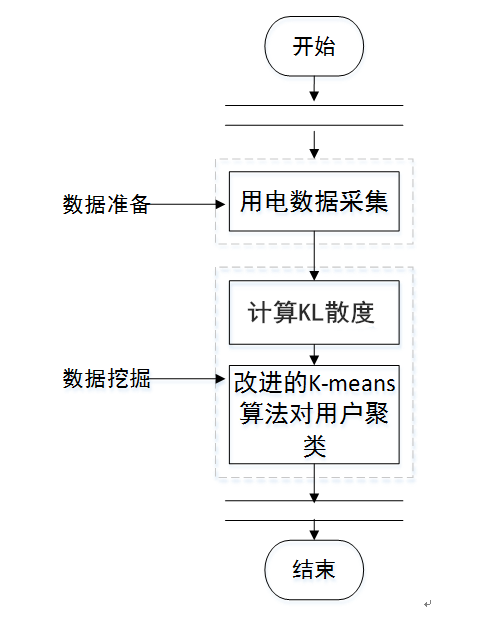 开始
数据准备
用电数据采集
计算KL散度
数据挖掘
改进的K-means
算法对用户聚
类
结束